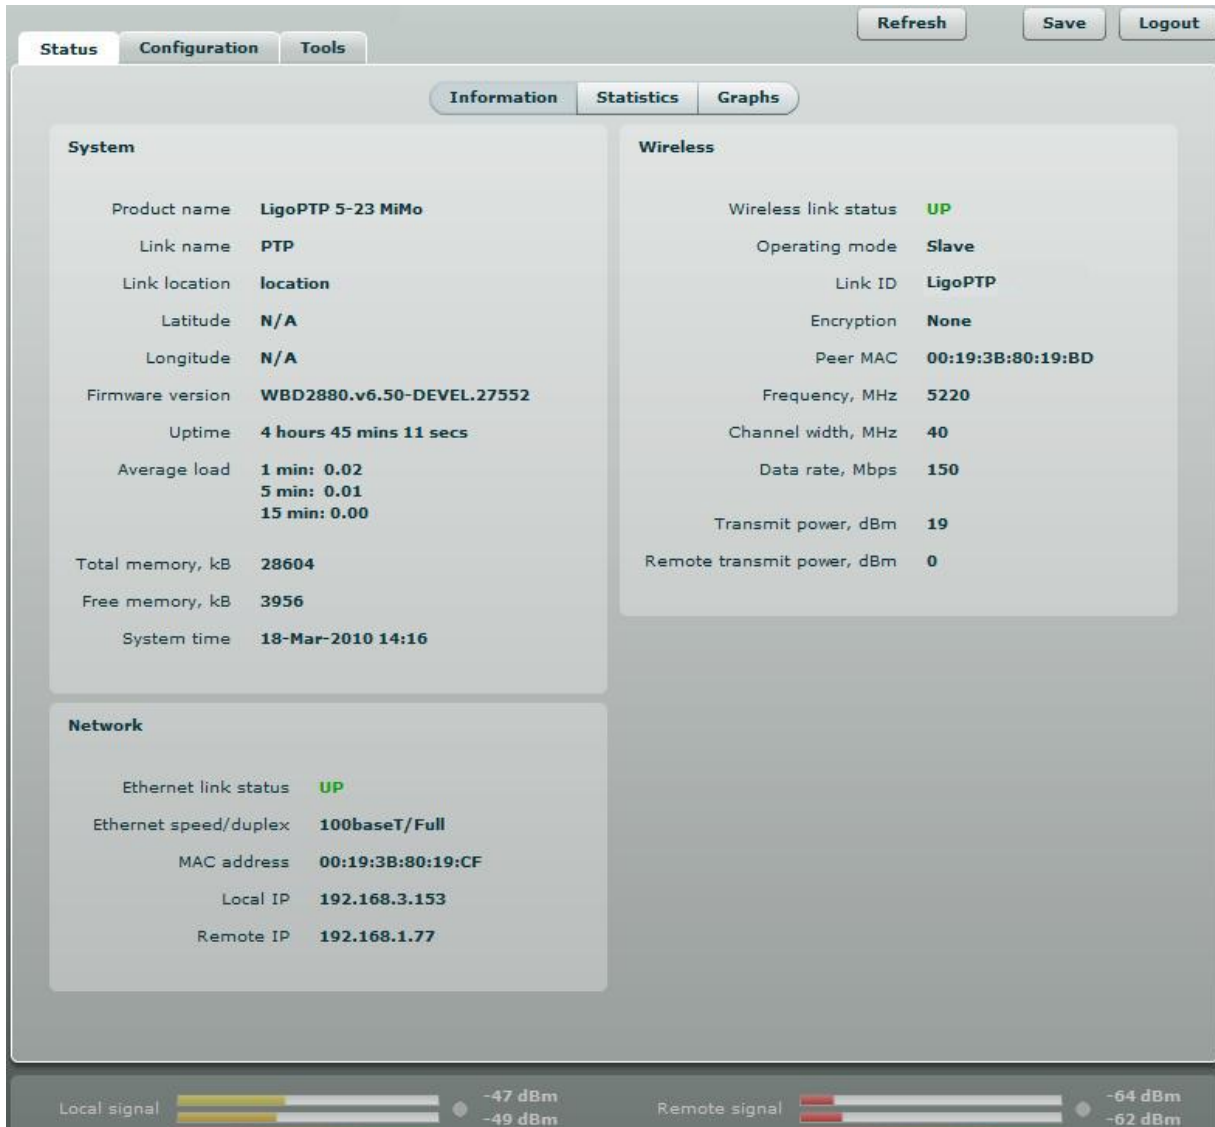 Refresh Save Logout
Status Configuration Tools
Information Statistics Graphs
System
Product name LigoPTP 5-23 MiMo
Link name PTP
Link location location
Latitude N/A
Longitude N/A
Firmware version WBD2880.v6.50-DEVEL.27552
Uptime 4 hours 45 mins 11 secs
Average load 1 min: 0.02
5 min: 0.01
15 min: 0.00
Total memory, kB 28604
Free memory, kB 3956
System time 18-Mar-2010 14:16
Wireless
Wireless link status UP
Operating mode Slave
Link ID LigoPTP
Encryption None
Peer MAC 00:19:3B:80:19:BD
Frequency, MHz 5220
Channel width, MHz 40
Data rate, Mbps 150
Transmit power, dBm 19
Remote transmit power, dBm 0
Network
Ethernet link status UP
Ethernet speed/duplex 100baseT/Full
MAC address 00:19:3B:80:19:CF
Local IP 192.168.3.153
Remote IP 192.168.1.77
Local signal -47 dBm
-49 dBm
Remote signal -64 dBm
-62 dBm